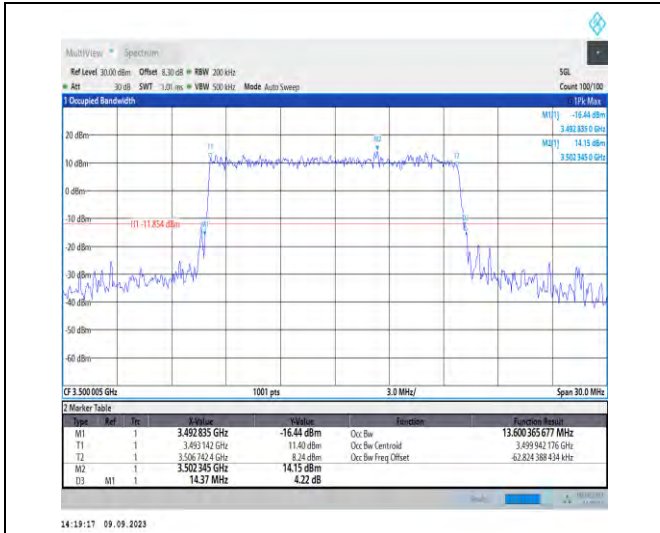 MultiView Spectrum
Ref Level 30.00 dBm Offset 8.30 dB RBW 200 kHz SGL
Att 30 dB SWT 1.01 ms VBW 500 kHz Mode Auto Sweep Count 100/100
1 Occupied Bandwidth 1Pk Max
M1[1] -16.44 dBm
3.492 835 0 GHz
M2[1] 14.15 dBm
3.502 345 0 GHz
20 dBm
T1 M2 T2
10 dBm
0 dBm
-10 dBm
H1 -11.854 dBm
-20 dBm
-30 dBm
-40 dBm
-50 dBm
-60 dBm
CF 3.500 005 GHz 1001 pts 3.0 MHz/ Span 30.0 MHz
2 Marker Table
Type Ref Trc X-Value Y-Value Function Function Result
M1 1 3.492 835 GHz -16.44 dBm Occ Bw 13.600 365 677 MHz
T1 1 3.493 142 GHz 11.40 dBm Occ Bw Centroid 3.499 942 176 GHz
T2 1 3.506 742 4 GHz 8.24 dBm Occ Bw Freq Offset -62.824 388 434 kHz
M2 1 3.502 345 GHz 14.15 dBm
D3 M1 1 14.37 MHz 4.22 dB
14:19:17 09.09.2023